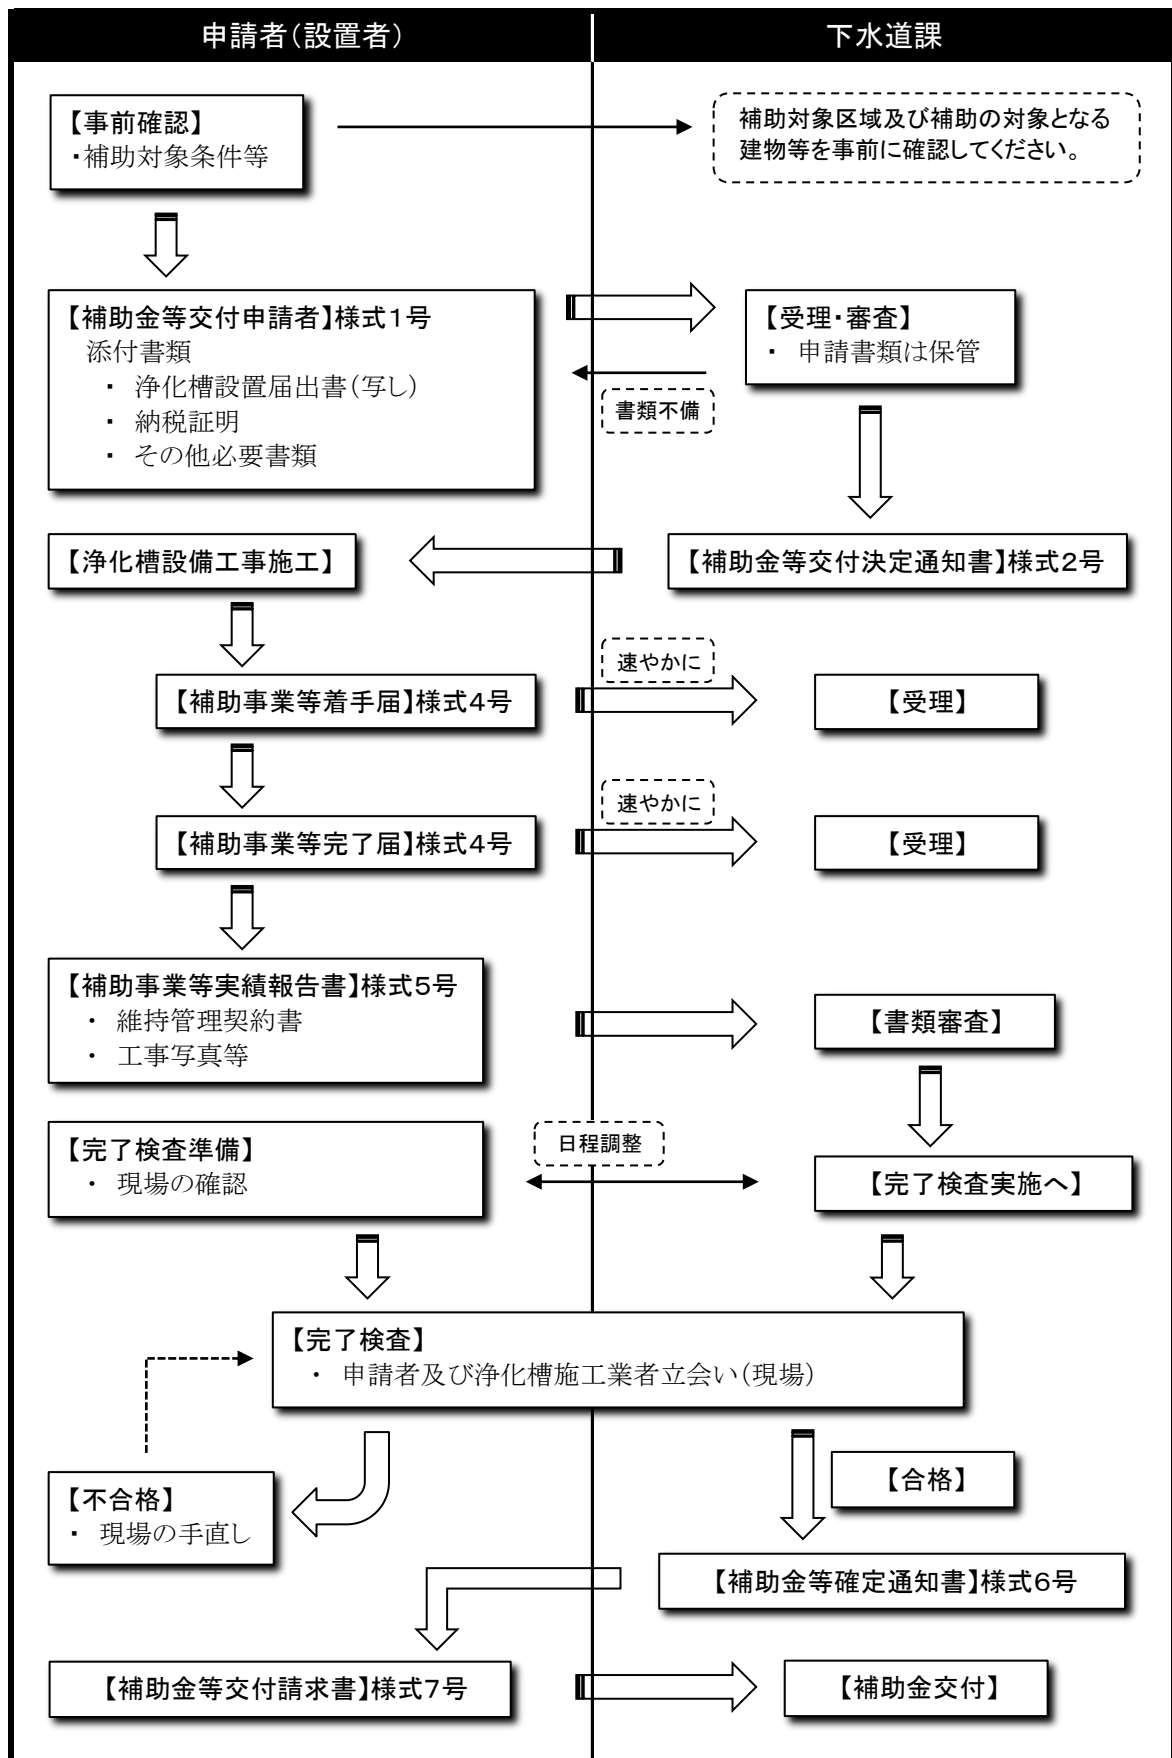 申請者(設置者)
下水道課
【事前確認】
・補助対象条件等
補助対象区域及び補助の対象となる
建物等を事前に確認してください。
【補助金等交付申請者】様式1号
添付書類
・ 浄化槽設置届出書(写し)
・ 納税証明
・ その他必要書類
【受理・審査】
・ 申請書類は保管
書類不備
【浄化槽設備工事施工】
【補助金等交付決定通知書】様式2号
【補助事業等着手届】様式4号
速やかに
【受理】
【補助事業等完了届】様式4号
速やかに
【受理】
【補助事業等実績報告書】様式5号
・ 維持管理契約書
・ 工事写真等
【書類審査】
【完了検査準備】
・ 現場の確認
日程調整
【完了検査実施へ】
【完了検査】
・ 申請者及び浄化槽施工業者立会い(現場)
【不合格】
・ 現場の手直し
【合格】
【補助金等確定通知書】様式6号
【補助金等交付請求書】様式7号
【補助金交付】